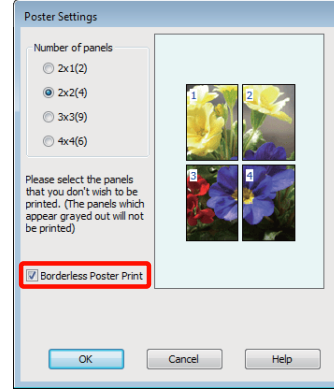 Poster Settings
Number of panels
2x1(2)
2x2(4)
3x3(9)
4x4(6)
1 2
3 4
Please select the panels
that you don't wish to be
printed. (The panels which
appear grayed out will not
be printed)
Borderless Poster Print
OK Cancel Help